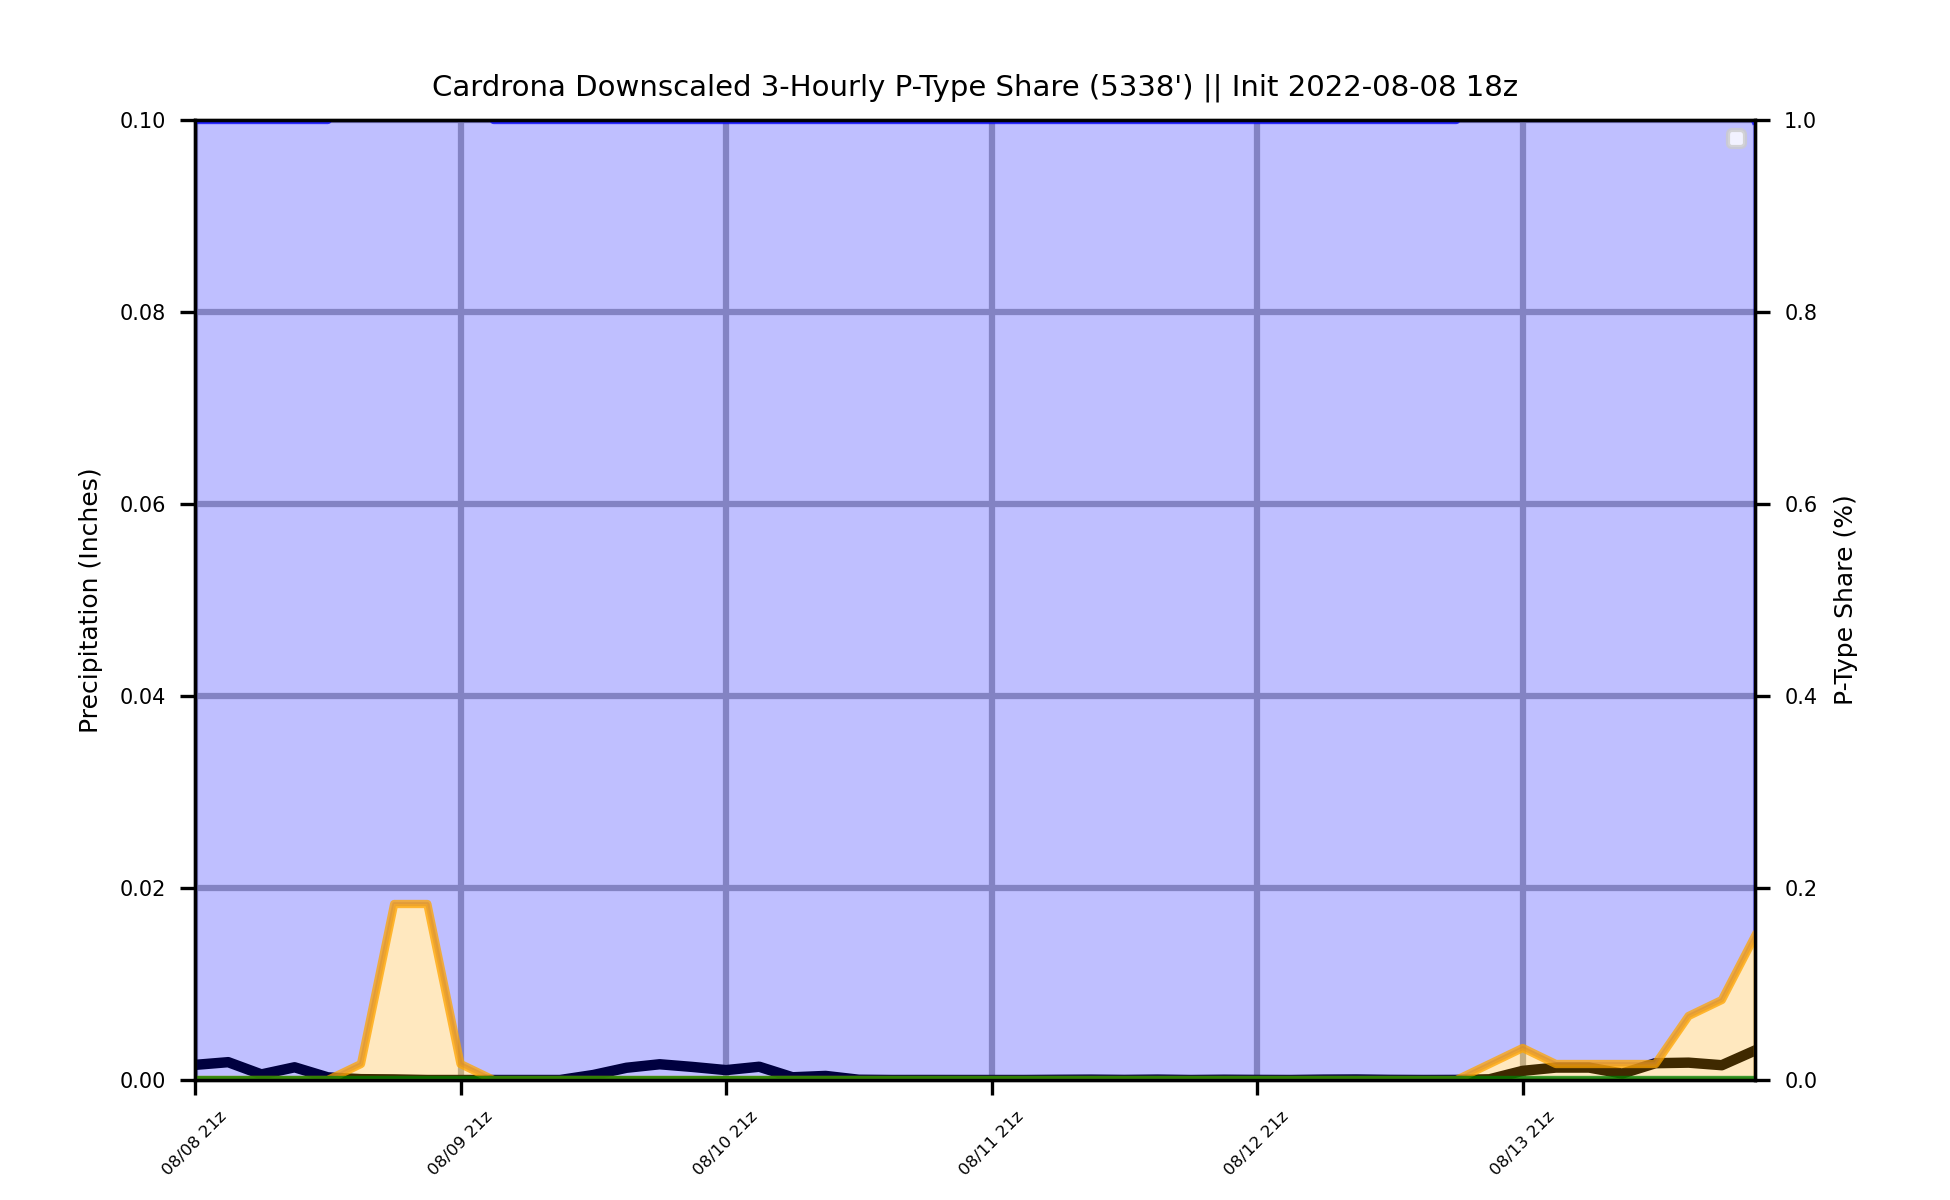 Cardrona Downscaled 3-Hourly P-Type Share (5338') || Init 2022-08-08 18z
0.10
0.08
0.06
0.04
0.02
0.00
Precipitation (Inches)
1.0
0.8
0.6
0.4
0.2
0.0
P-Type Share (%)
08/08 21z
08/09 21z
08/10 21z
08/11 21z
08/12 21z
08/13 21z